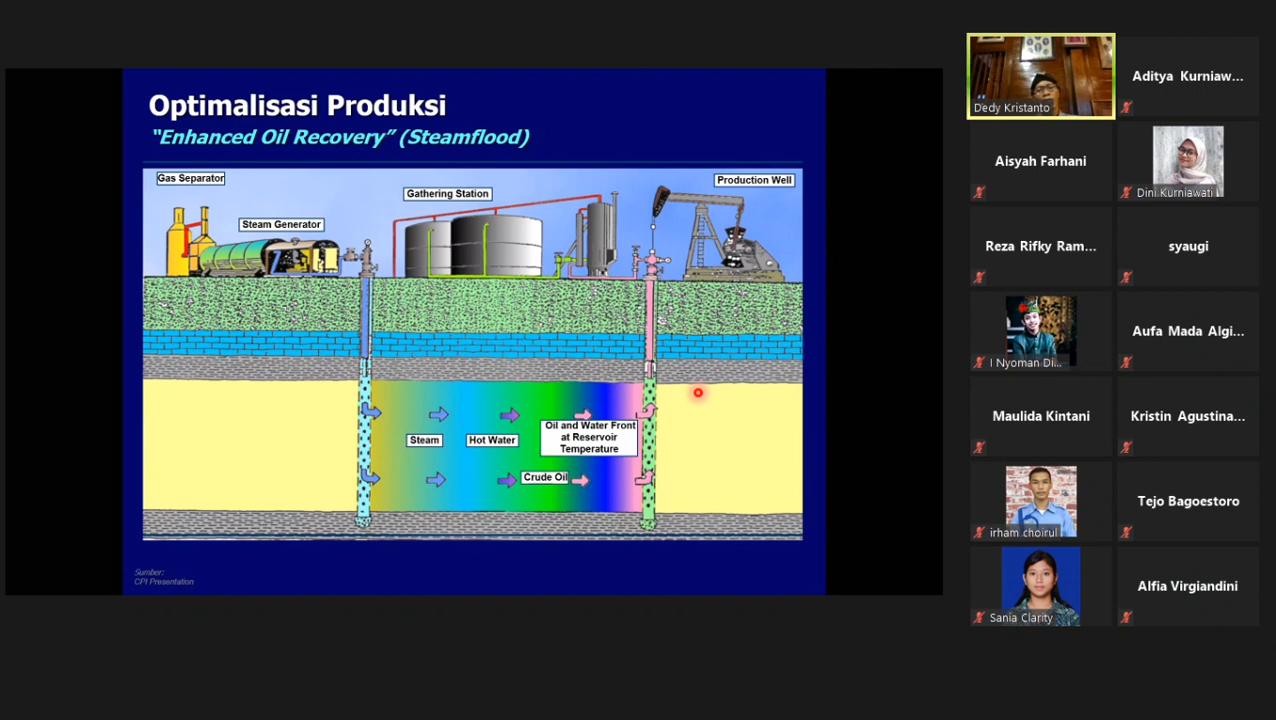 Optimalisasi Produksi
“Enhanced Oil Recovery” (Steamflood)
Gas Separator
Steam Generator
Gathering Station
Production Well
Steam
Hot Water
Oil and Water Front
at Reservoir
Temperature
Crude Oil
Sumber:
CPI Presentation
Dedy Kristanto
Aditya Kurniaw...
Aisyah Farhani
Dini Kurniawati
Reza Rifky Ram...
syaugi
I Nyoman Di...
Aufa Mada Algi...
Maulida Kintani
Kristin Agustina...
irham choirul
Tejo Bagoestoro
Sania Clarity
Alfia Virgiandini